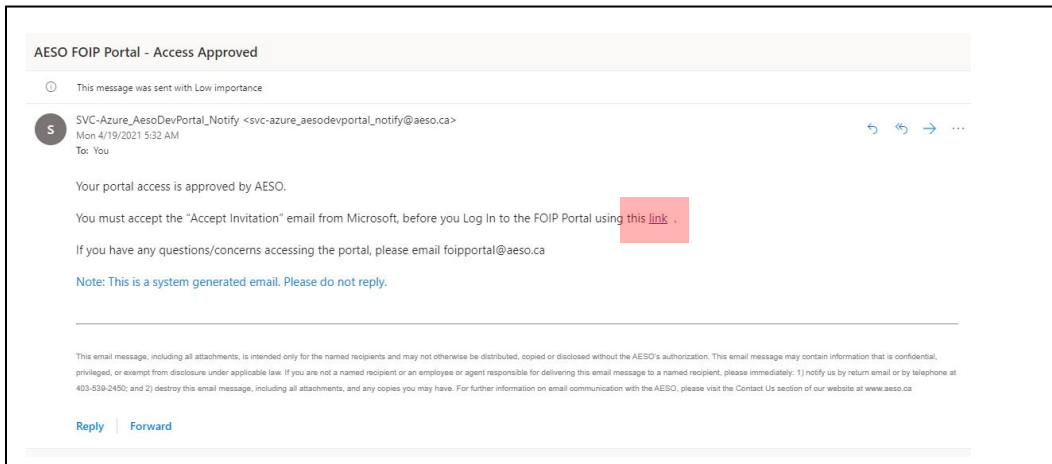 AESO FOIP Portal - Access Approved
This message was sent with Low importance
S
SVC-Azure_AesoDevPortal_Notify <svc-azure_aesodevportal_notify@aeso.ca>
Mon 4/19/2021 5:32 AM
To: You
Your portal access is approved by AESO.
You must accept the “Accept Invitation” email from Microsoft, before you Log In to the FOIP Portal using this link .
If you have any questions/concerns accessing the portal, please email foipportal@aeso.ca
Note: This is a system generated email. Please do not reply.
This email message, including all attachments, is intended only for the named recipients and may not otherwise be distributed, copied or disclosed without the AESO's authorization. This email message may contain information that is confidential,
privileged, or exempt from disclosure under applicable law. If you are not a named recipient or an employee or agent responsible for delivering this email message to a named recipient, please immediately: 1) notify us by return email or by telephone at
403-539-2450; and 2) destroy this email message, including all attachments, and any copies you may have. For further information on email communication with the AESO, please visit the Contact Us section of our website at www.aeso.ca
Reply Forward